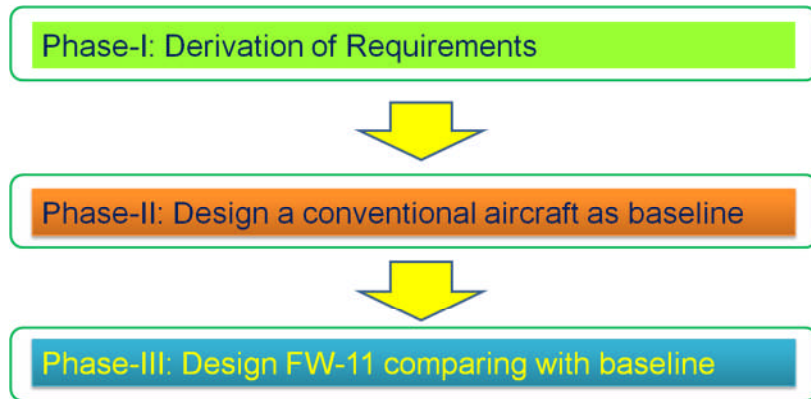 Phase-I: Derivation of Requirements
Phase-II: Design a conventional aircraft as baseline
Phase-III: Design FW-11 comparing with baseline